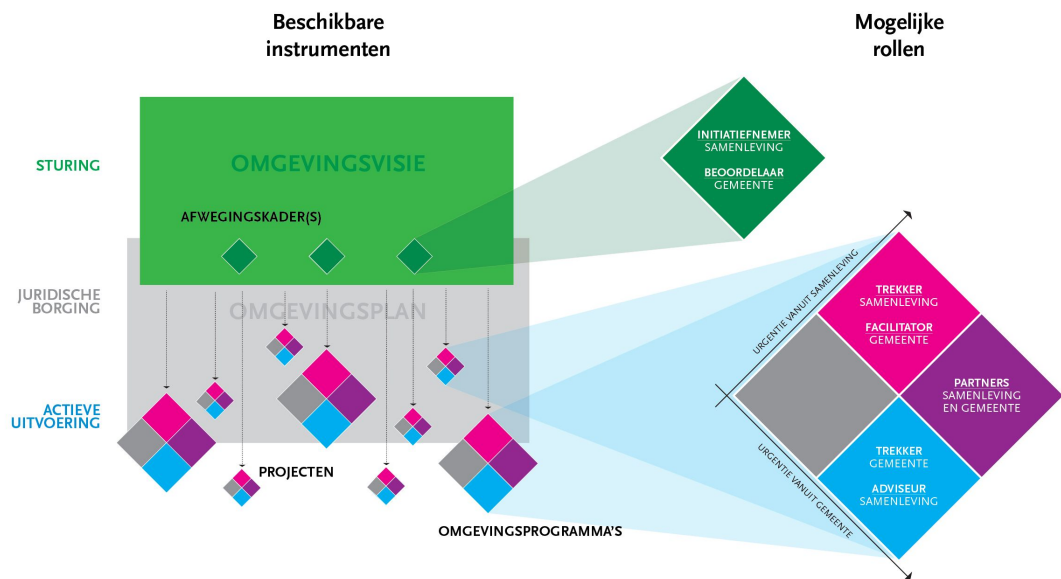 Beschikbare
instrumenten
Mogelijke
rollen
STURING
OMGEVINGSVISIE
AFWEGINGSKADER(S)
INITIATIEFNEMER
SAMENLEVING
BEOORDELAAR
GEMEENTE
JURIDISCHE
BORGING
OMGEVINGSPLAN
ACTIEVE
UITVOERING
PROJECTEN
OMGEVINGSPROGRAMMA'S
URGENTIE VANUIT SAMENLEVING
TREKKER
SAMENLEVING
FACILITATOR
GEMEENTE
PARTNERS
SAMENLEVING
EN GEMEENTE
TREKKER
GEMEENTE
ADVISEUR
SAMENLEVING
URGENTIE VANUIT GEMEENTE